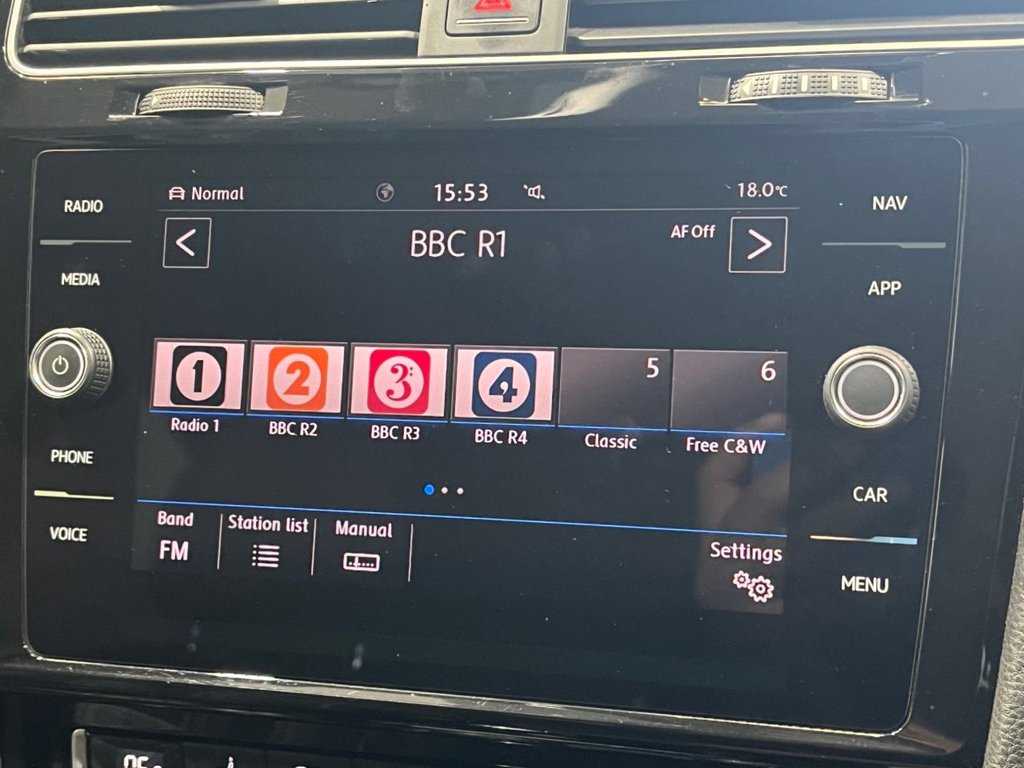 RADIO
MEDIA
PHONE
VOICE
Normal 15:53 18.0°C
BBC R1
AF Off
1 2 3 4 5 6
Radio 1 BBC R2 BBC R3 BBC R4 Classic Free C&W
Band
FM
Station list
Manual
Settings
NAV
APP
CAR
MENU